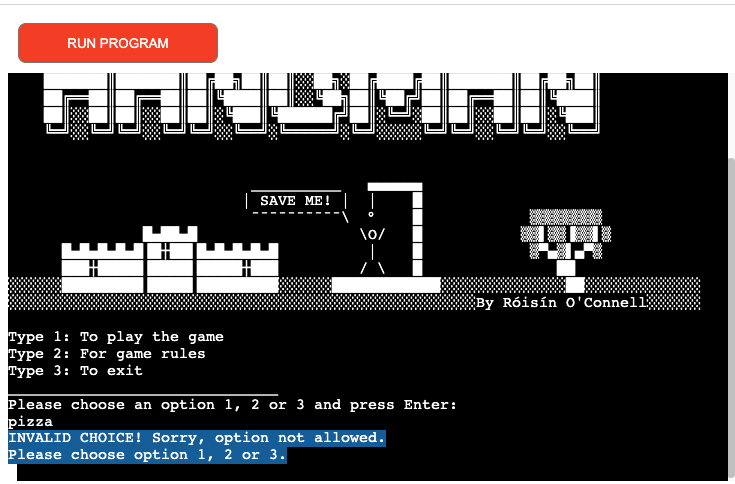 RUN PROGRAM
SAVE ME!
By Róisín O'Connell
Type 1: To play the game
Type 2: For game rules
Type 3: To exit
Please choose an option 1, 2 or 3 and press Enter:
pizza
INVALID CHOICE! Sorry, option not allowed.
Please choose option 1, 2 or 3.